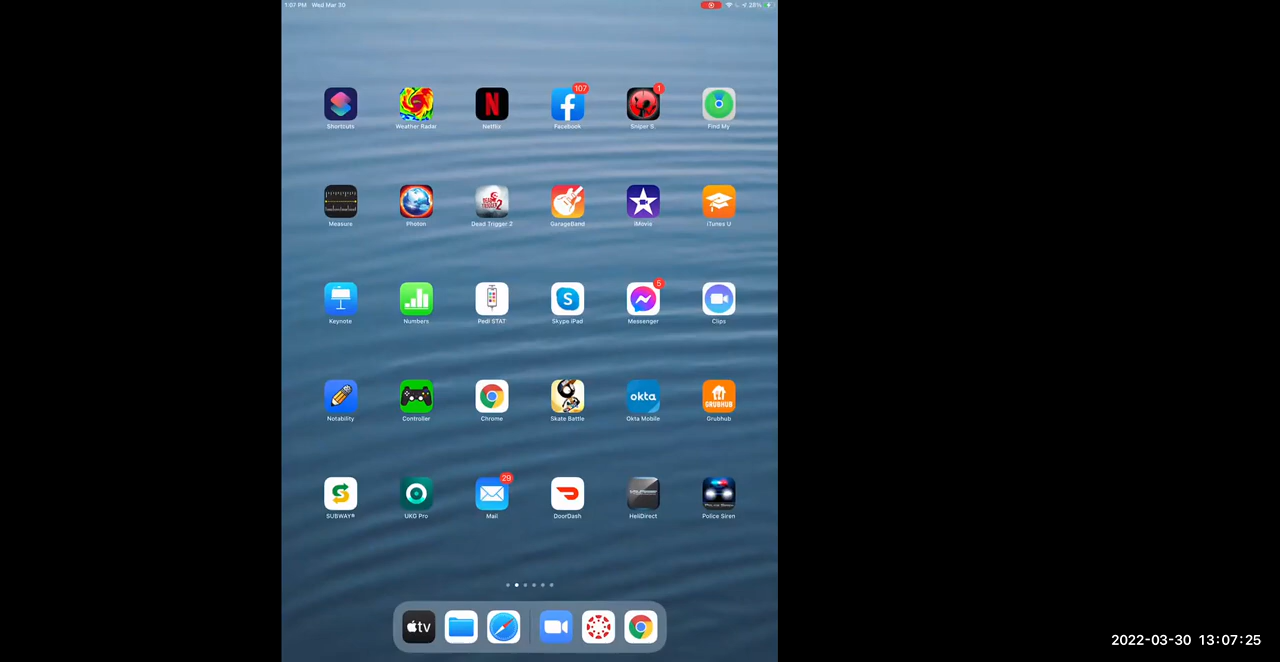 1:07 PM Wed Mar 30
28%
107
1
Shortcuts
Weather Radar
Netflix
Facebook
Sniper S.
Find My
Measure
Photon
Dead Trigger 2
GarageBand
iMovie
iTunes U
5
Keynote
Numbers
Pedi STAT
Skype iPad
Messenger
Clips
okta
GRUBHUB
Notability
Controller
Chrome
Skate Battle
Okta Mobile
Grubhub
29
SUBWAY®
UKG Pro
Mail
DoorDash
HeliDirect
Police Siren
tv
2022-03-30 13:07:25